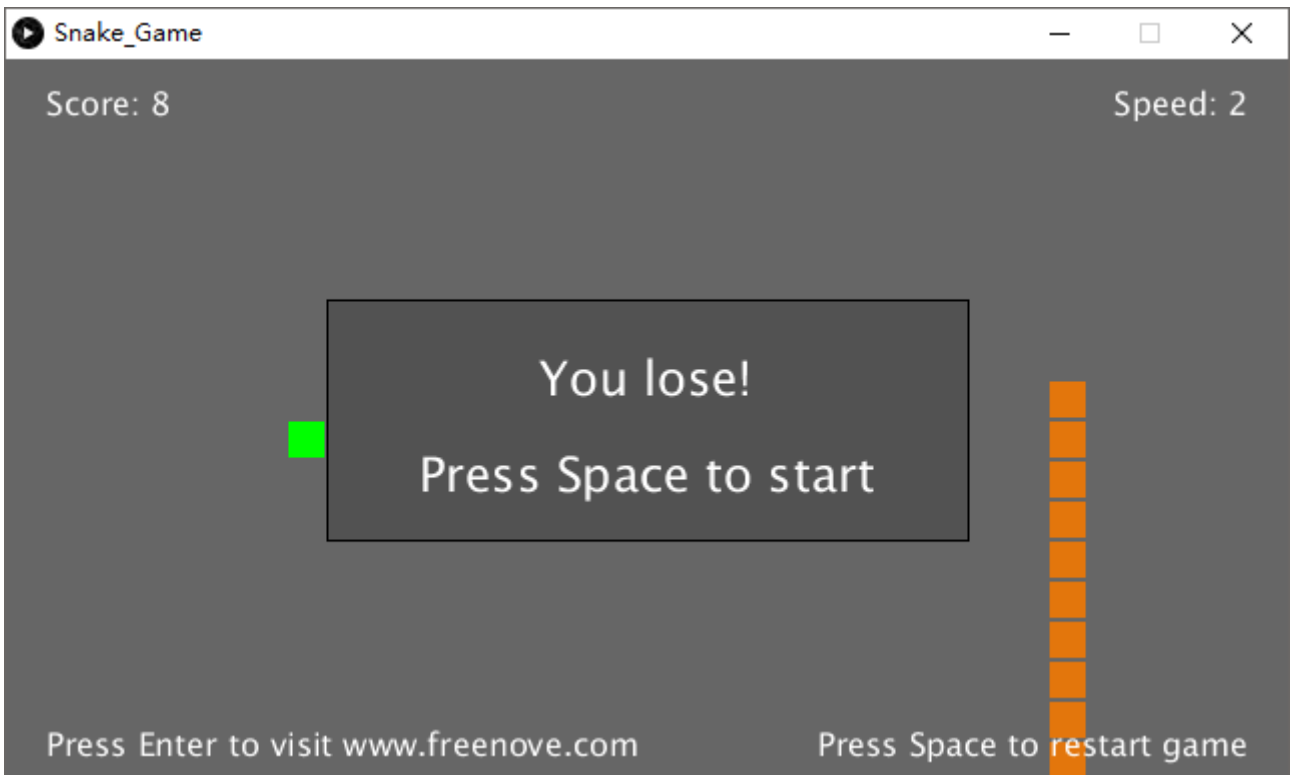 Snake_Game
Score: 8
Speed: 2
You lose!
Press Space to start
Press Enter to visit www.freenove.com
Press Space to restart game